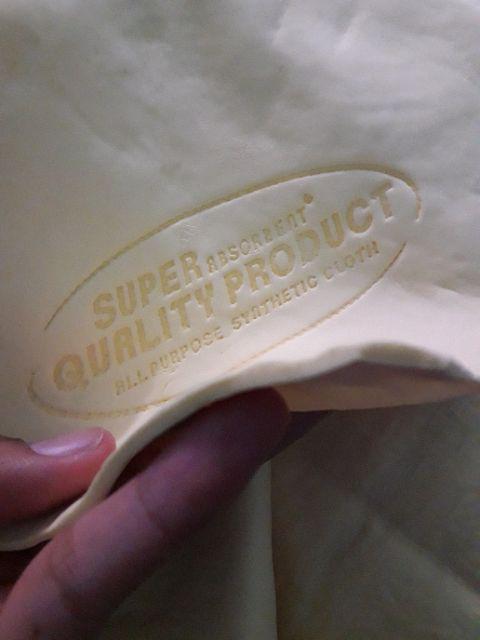 SUPER ABSORBENT
QUALITY PRODUCT
ALL PURPOSE SYNTHETIC CLOTH